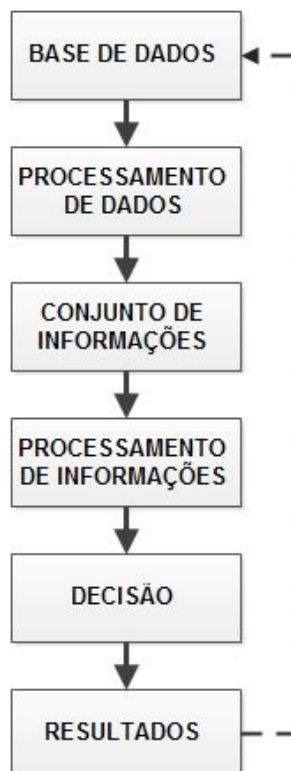 BASE DE DADOS
PROCESSAMENTO
DE DADOS
CONJUNTO DE
INFORMAÇÕES
PROCESSAMENTO
DE INFORMAÇÕES
DECISÃO
RESULTADOS